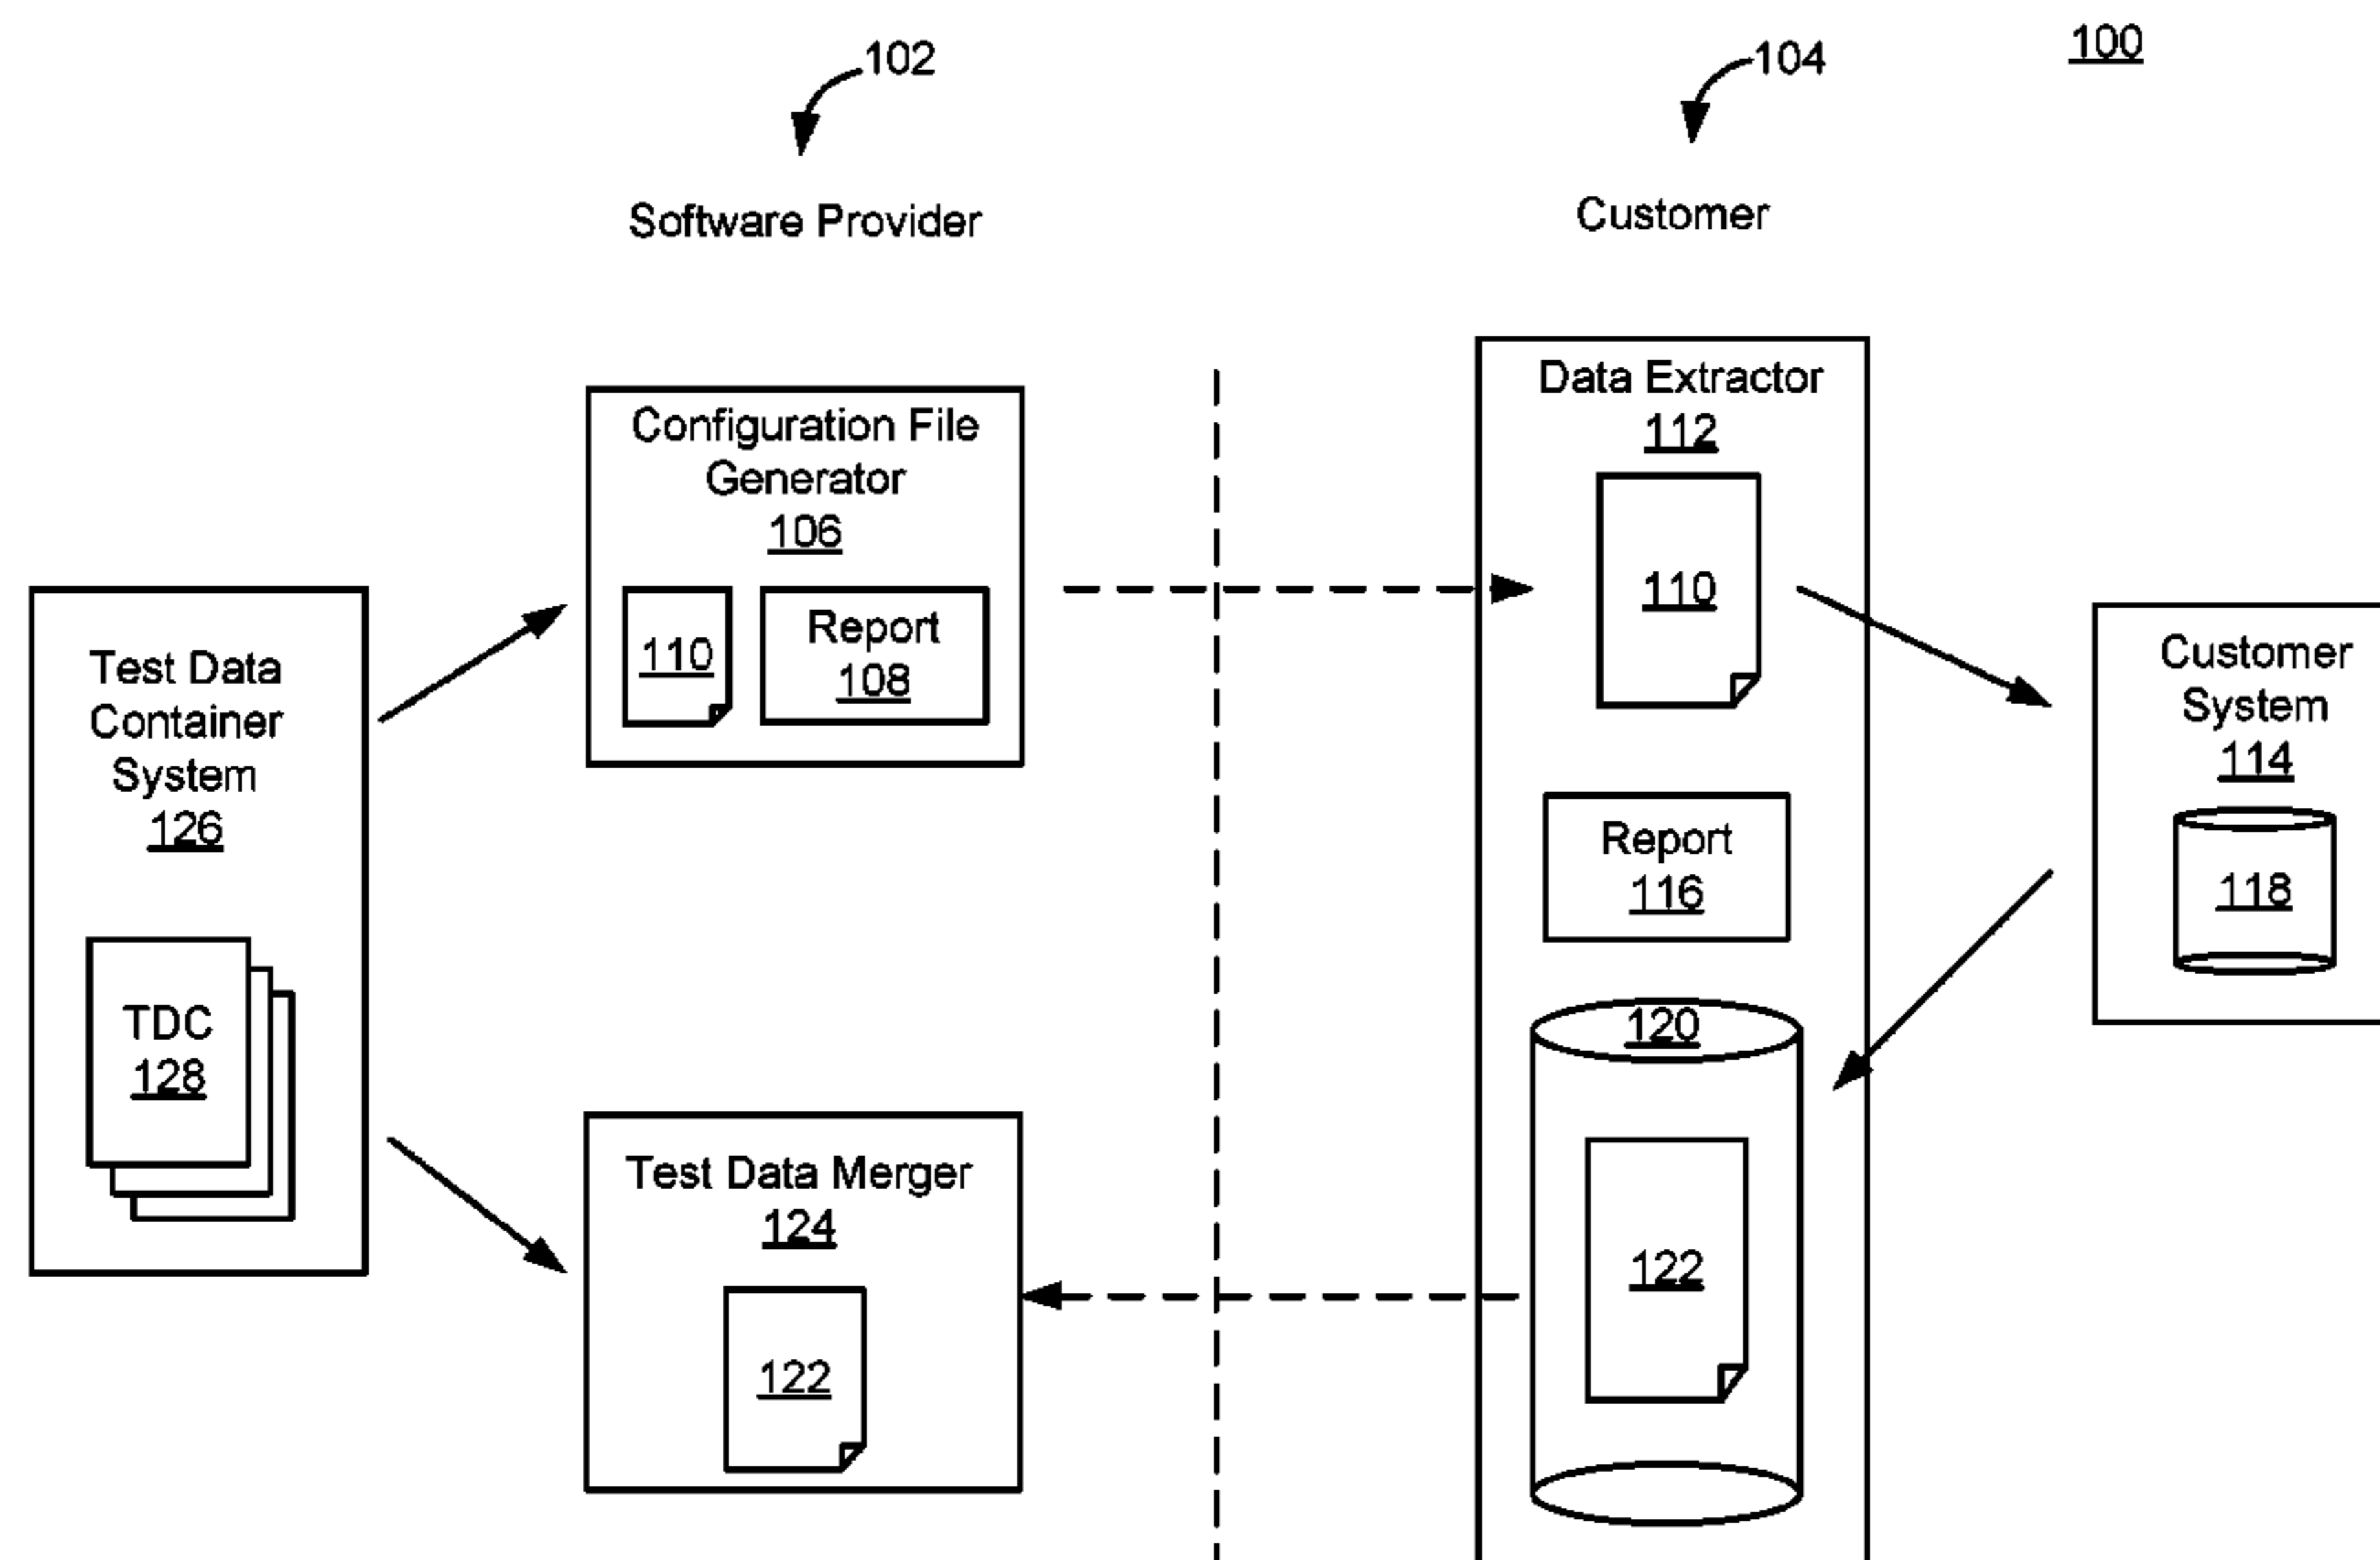 102
104
100
Software Provider
Customer
Test Data
Container
System
126
TDC
128
Configuration File
Generator
106
110
Report
108
Test Data Merger
124
122
Data Extractor
112
110
Report
116
120
122
Customer
System
114
118